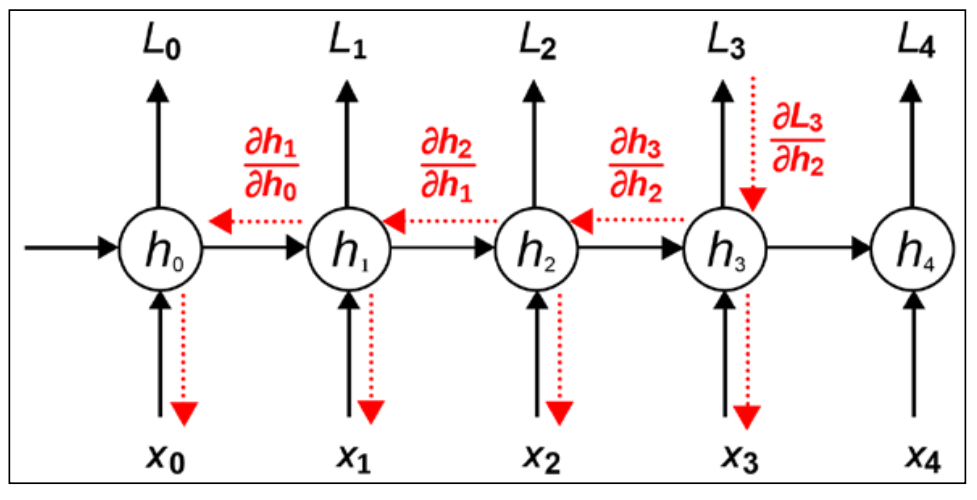 L₀ L₁ L₂ L₃ L₄
∂h₁/∂h₀ ∂h₂/∂h₁ ∂h₃/∂h₂ ∂L₃/∂h₂
h₀ h₁ h₂ h₃ h₄
x₀ x₁ x₂ x₃ x₄